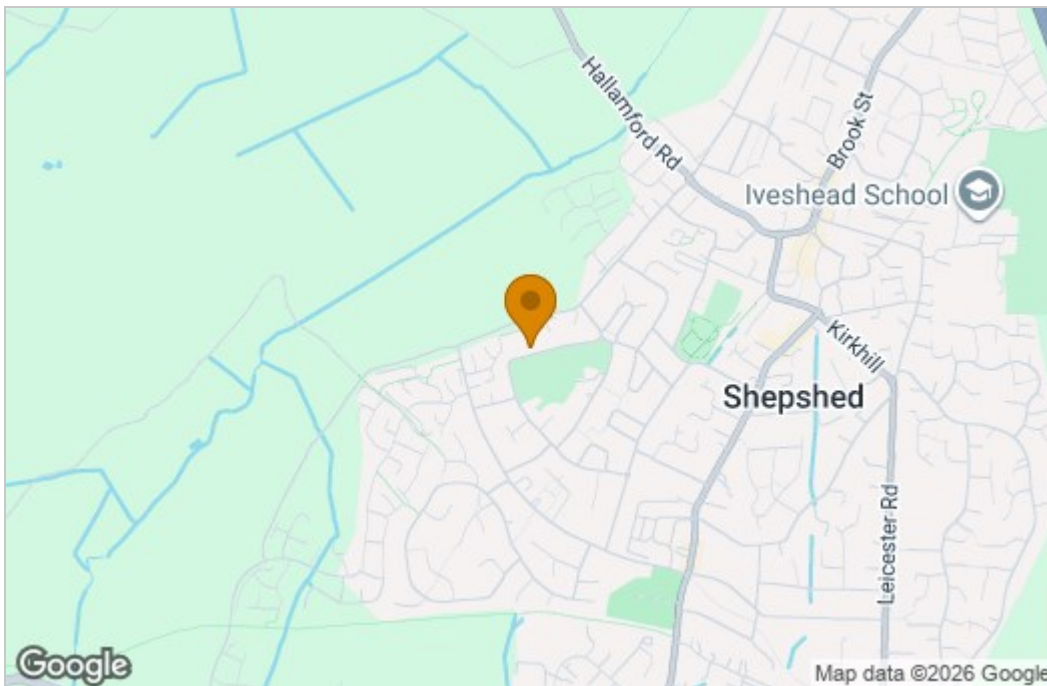 Hallamford Rd
Brook St
Iveshead School
Kirkhill
Shepshed
Leicester Rd
Google
Map data ©2026 Google